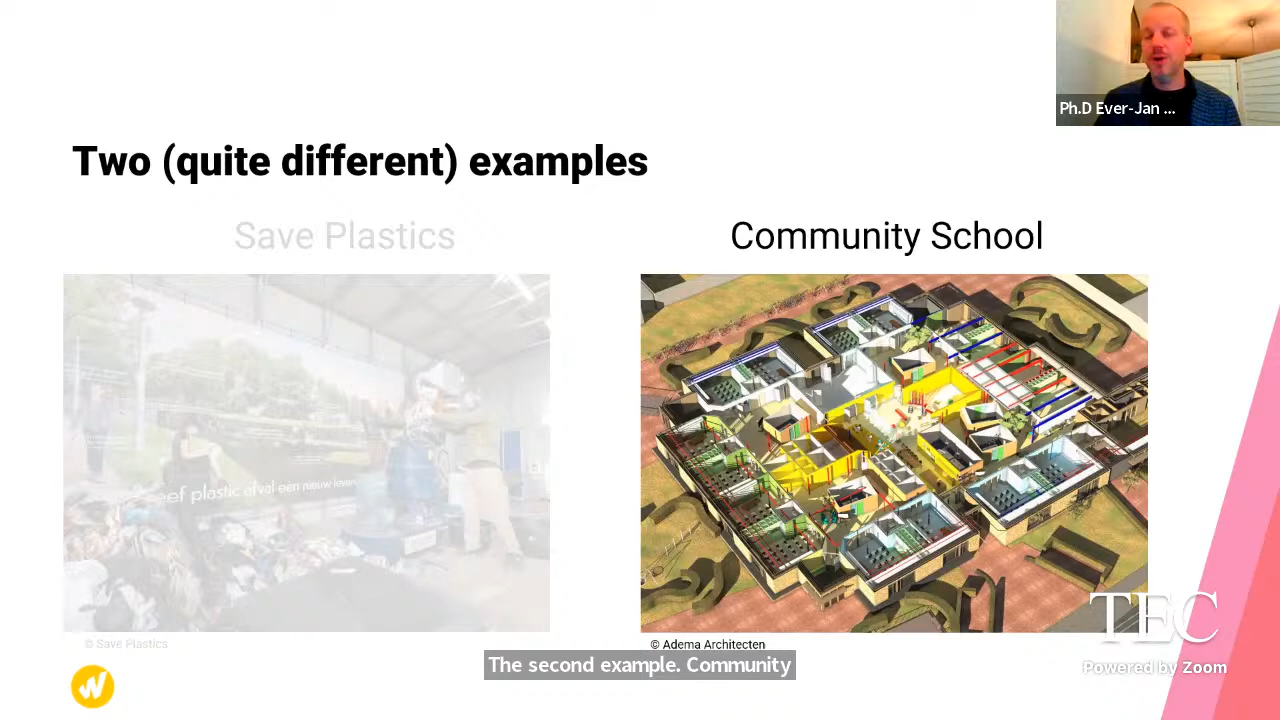 Ph.D Ever-Jan ...
Two (quite different) examples
Save Plastics
Community School
eef plastic afval een nieuw leven
© Save Plastics
© Adema Architecten
The second example. Community
TEC
Powered by Zoom